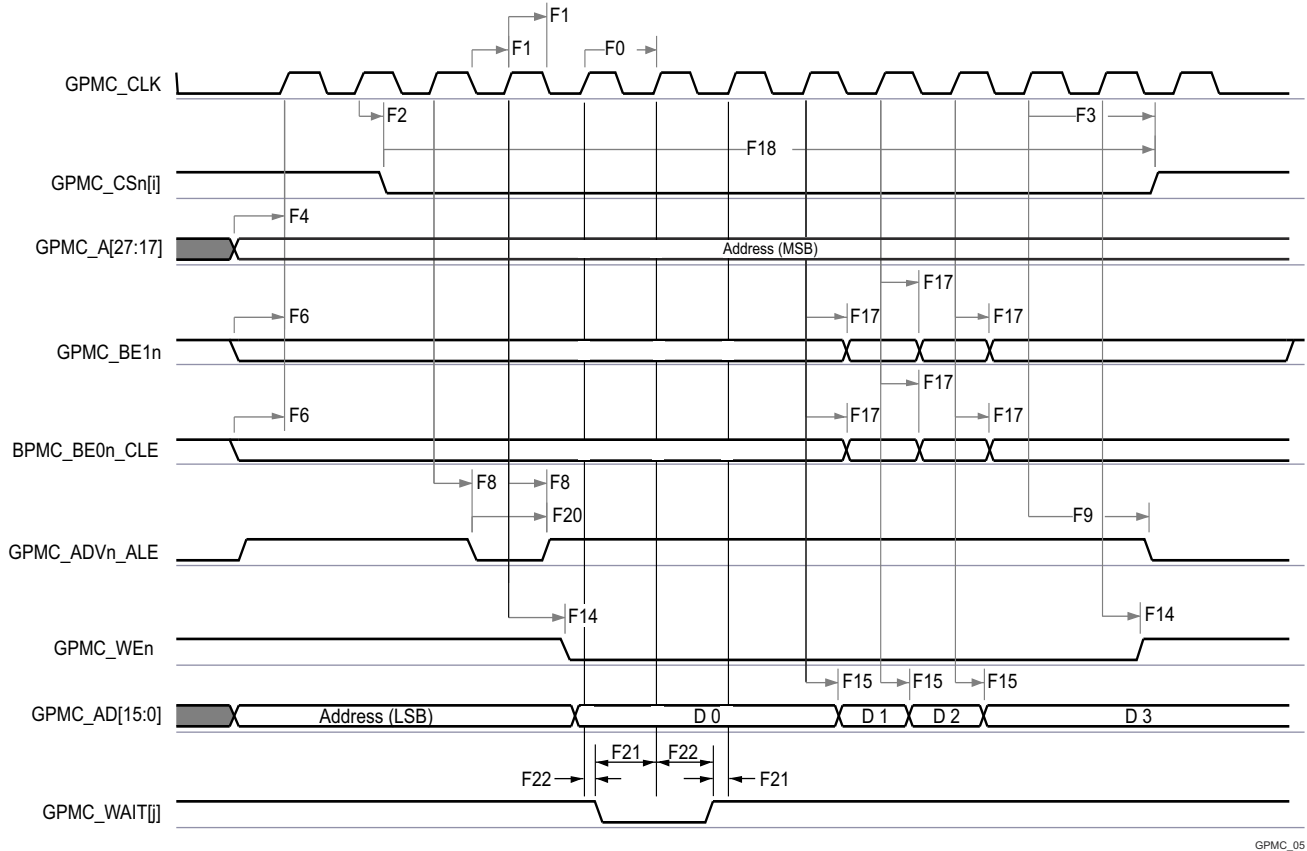 F1
F1 F0
GPMC_CLK
F2 F3
F18
GPMC_CSn[i]
F4
GPMC_A[27:17] Address (MSB)
F17
F6 F17 F17
GPMC_BE1n
F17
F6 F17 F17
BPMC_BE0n_CLE
F8 F8
F20 F9
GPMC_ADVn_ALE
F14 F14
GPMC_WEn
F15 F15 F15
GPMC_AD[15:0] Address (LSB) D 0 D 1 D 2 D 3
F21 F22
F22 F21
GPMC_WAIT[j]
GPMC_05